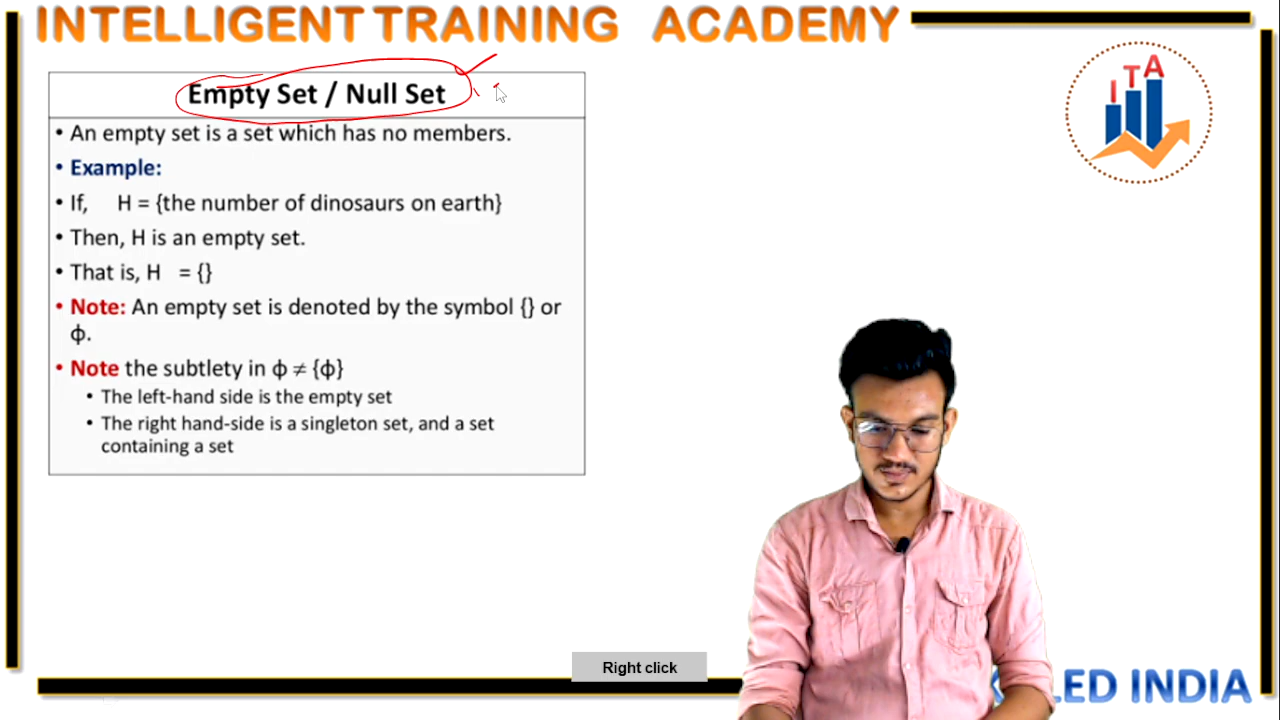 INTELLIGENT TRAINING ACADEMY
ITA
Empty Set / Null Set
• An empty set is a set which has no members.
• Example:
• If, H = {the number of dinosaurs on earth}
• Then, H is an empty set.
• That is, H = {}
• Note: An empty set is denoted by the symbol {} or
ф.
• Note the subtlety in ф ≠ {ф}
• The left-hand side is the empty set
• The right hand-side is a singleton set, and a set
containing a set
Right click
LED INDIA